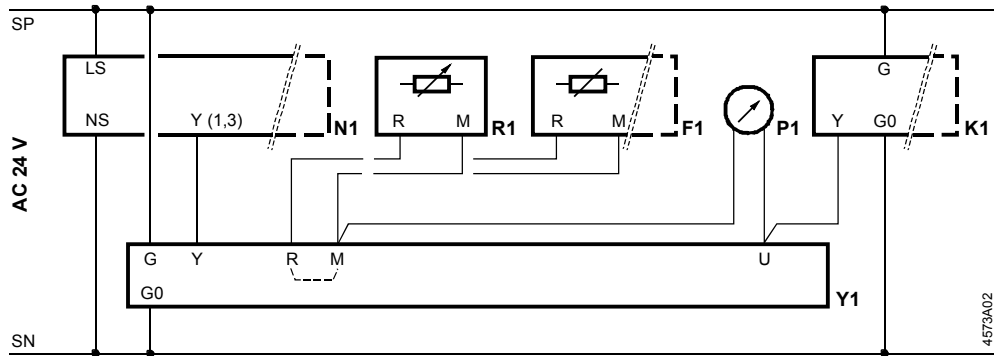 SP
LS
G
NS
Y (1,3)
N1
R
M
R1
R
M
F1
P1
Y
G0
K1
AC 24 V
G
Y
R
M
U
G0
Y1
SN
4573A02